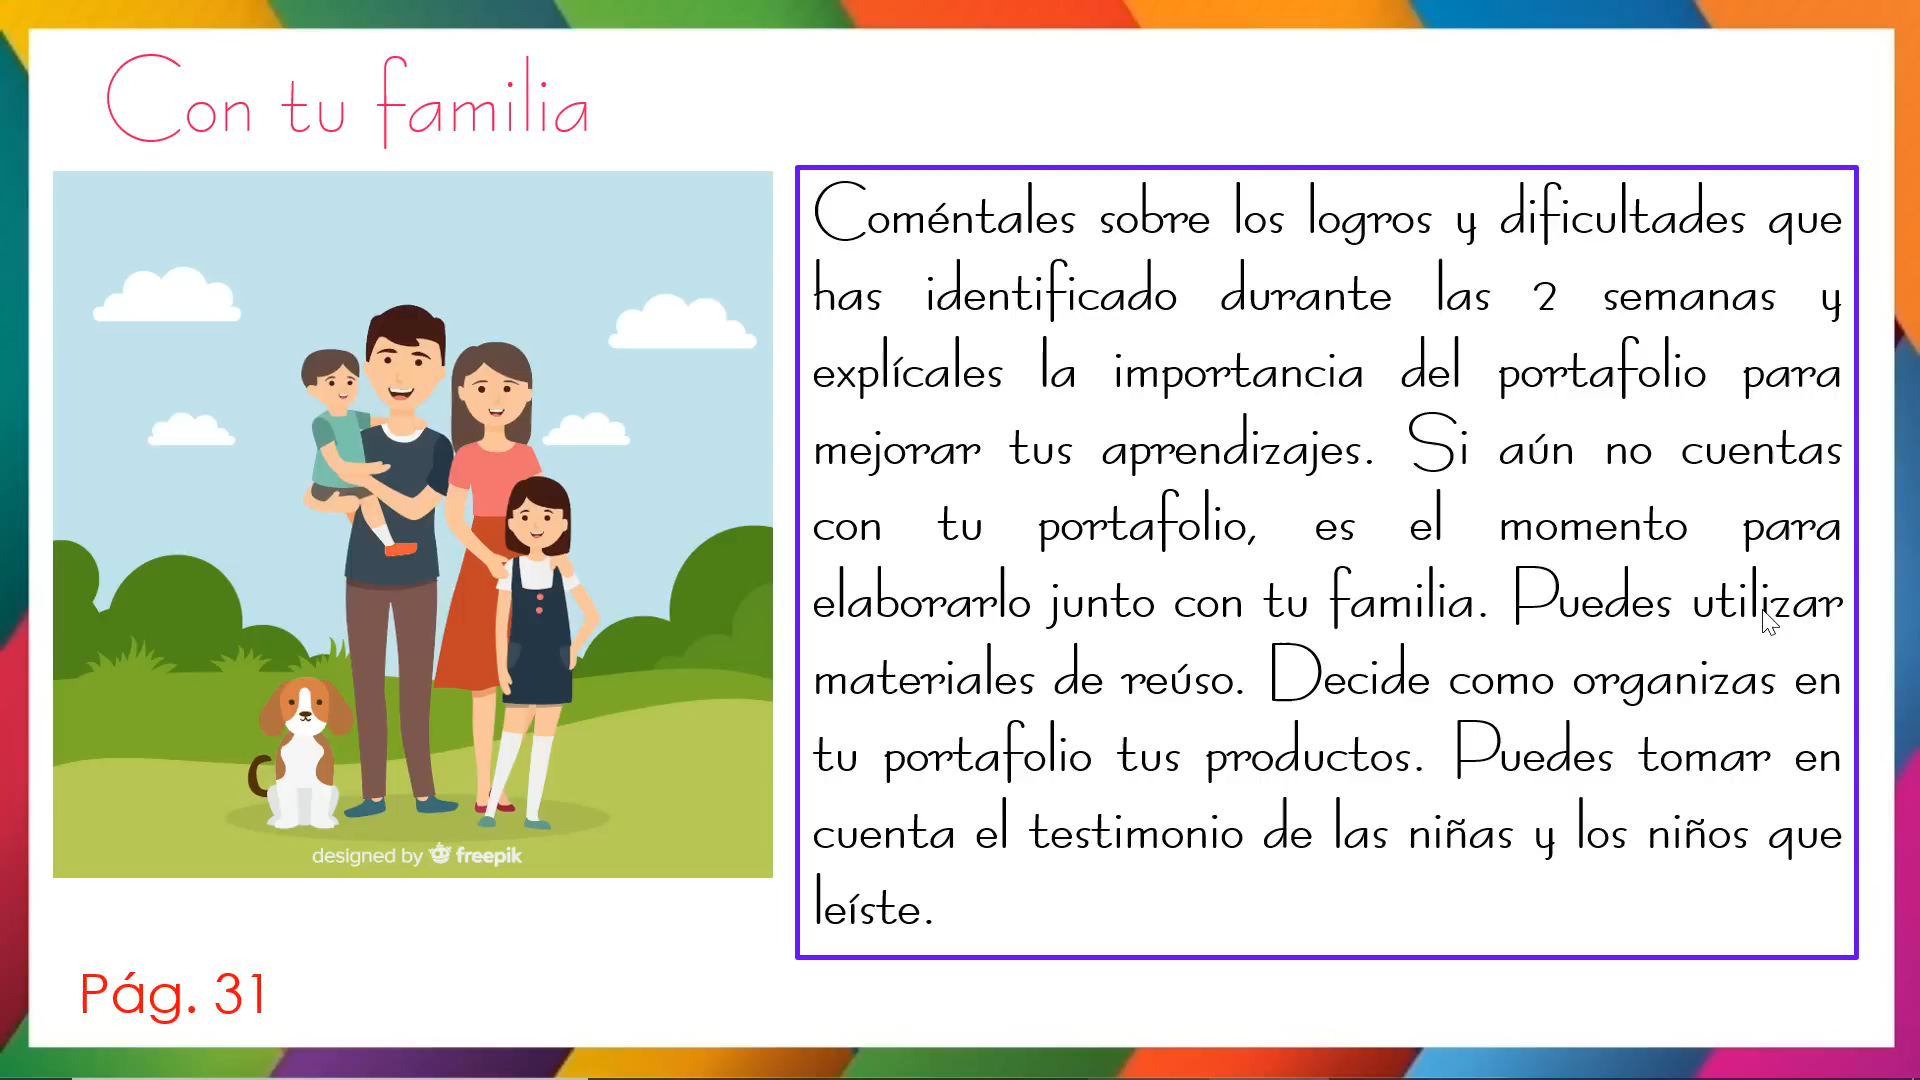 Con tu familia
Coméntales sobre los logros y dificultades que
has identificado durante las 2 semanas y
explícales la importancia del portafolio para
mejorar tus aprendizajes. Si aún no cuentas
con tu portafolio, es el momento para
elaborarlo junto con tu familia. Puedes utilizar
materiales de reúso. Decide como organizas en
tu portafolio tus productos. Puedes tomar en
cuenta el testimonio de las niñas y los niños que
leíste.
designed by freepik
Pág. 31